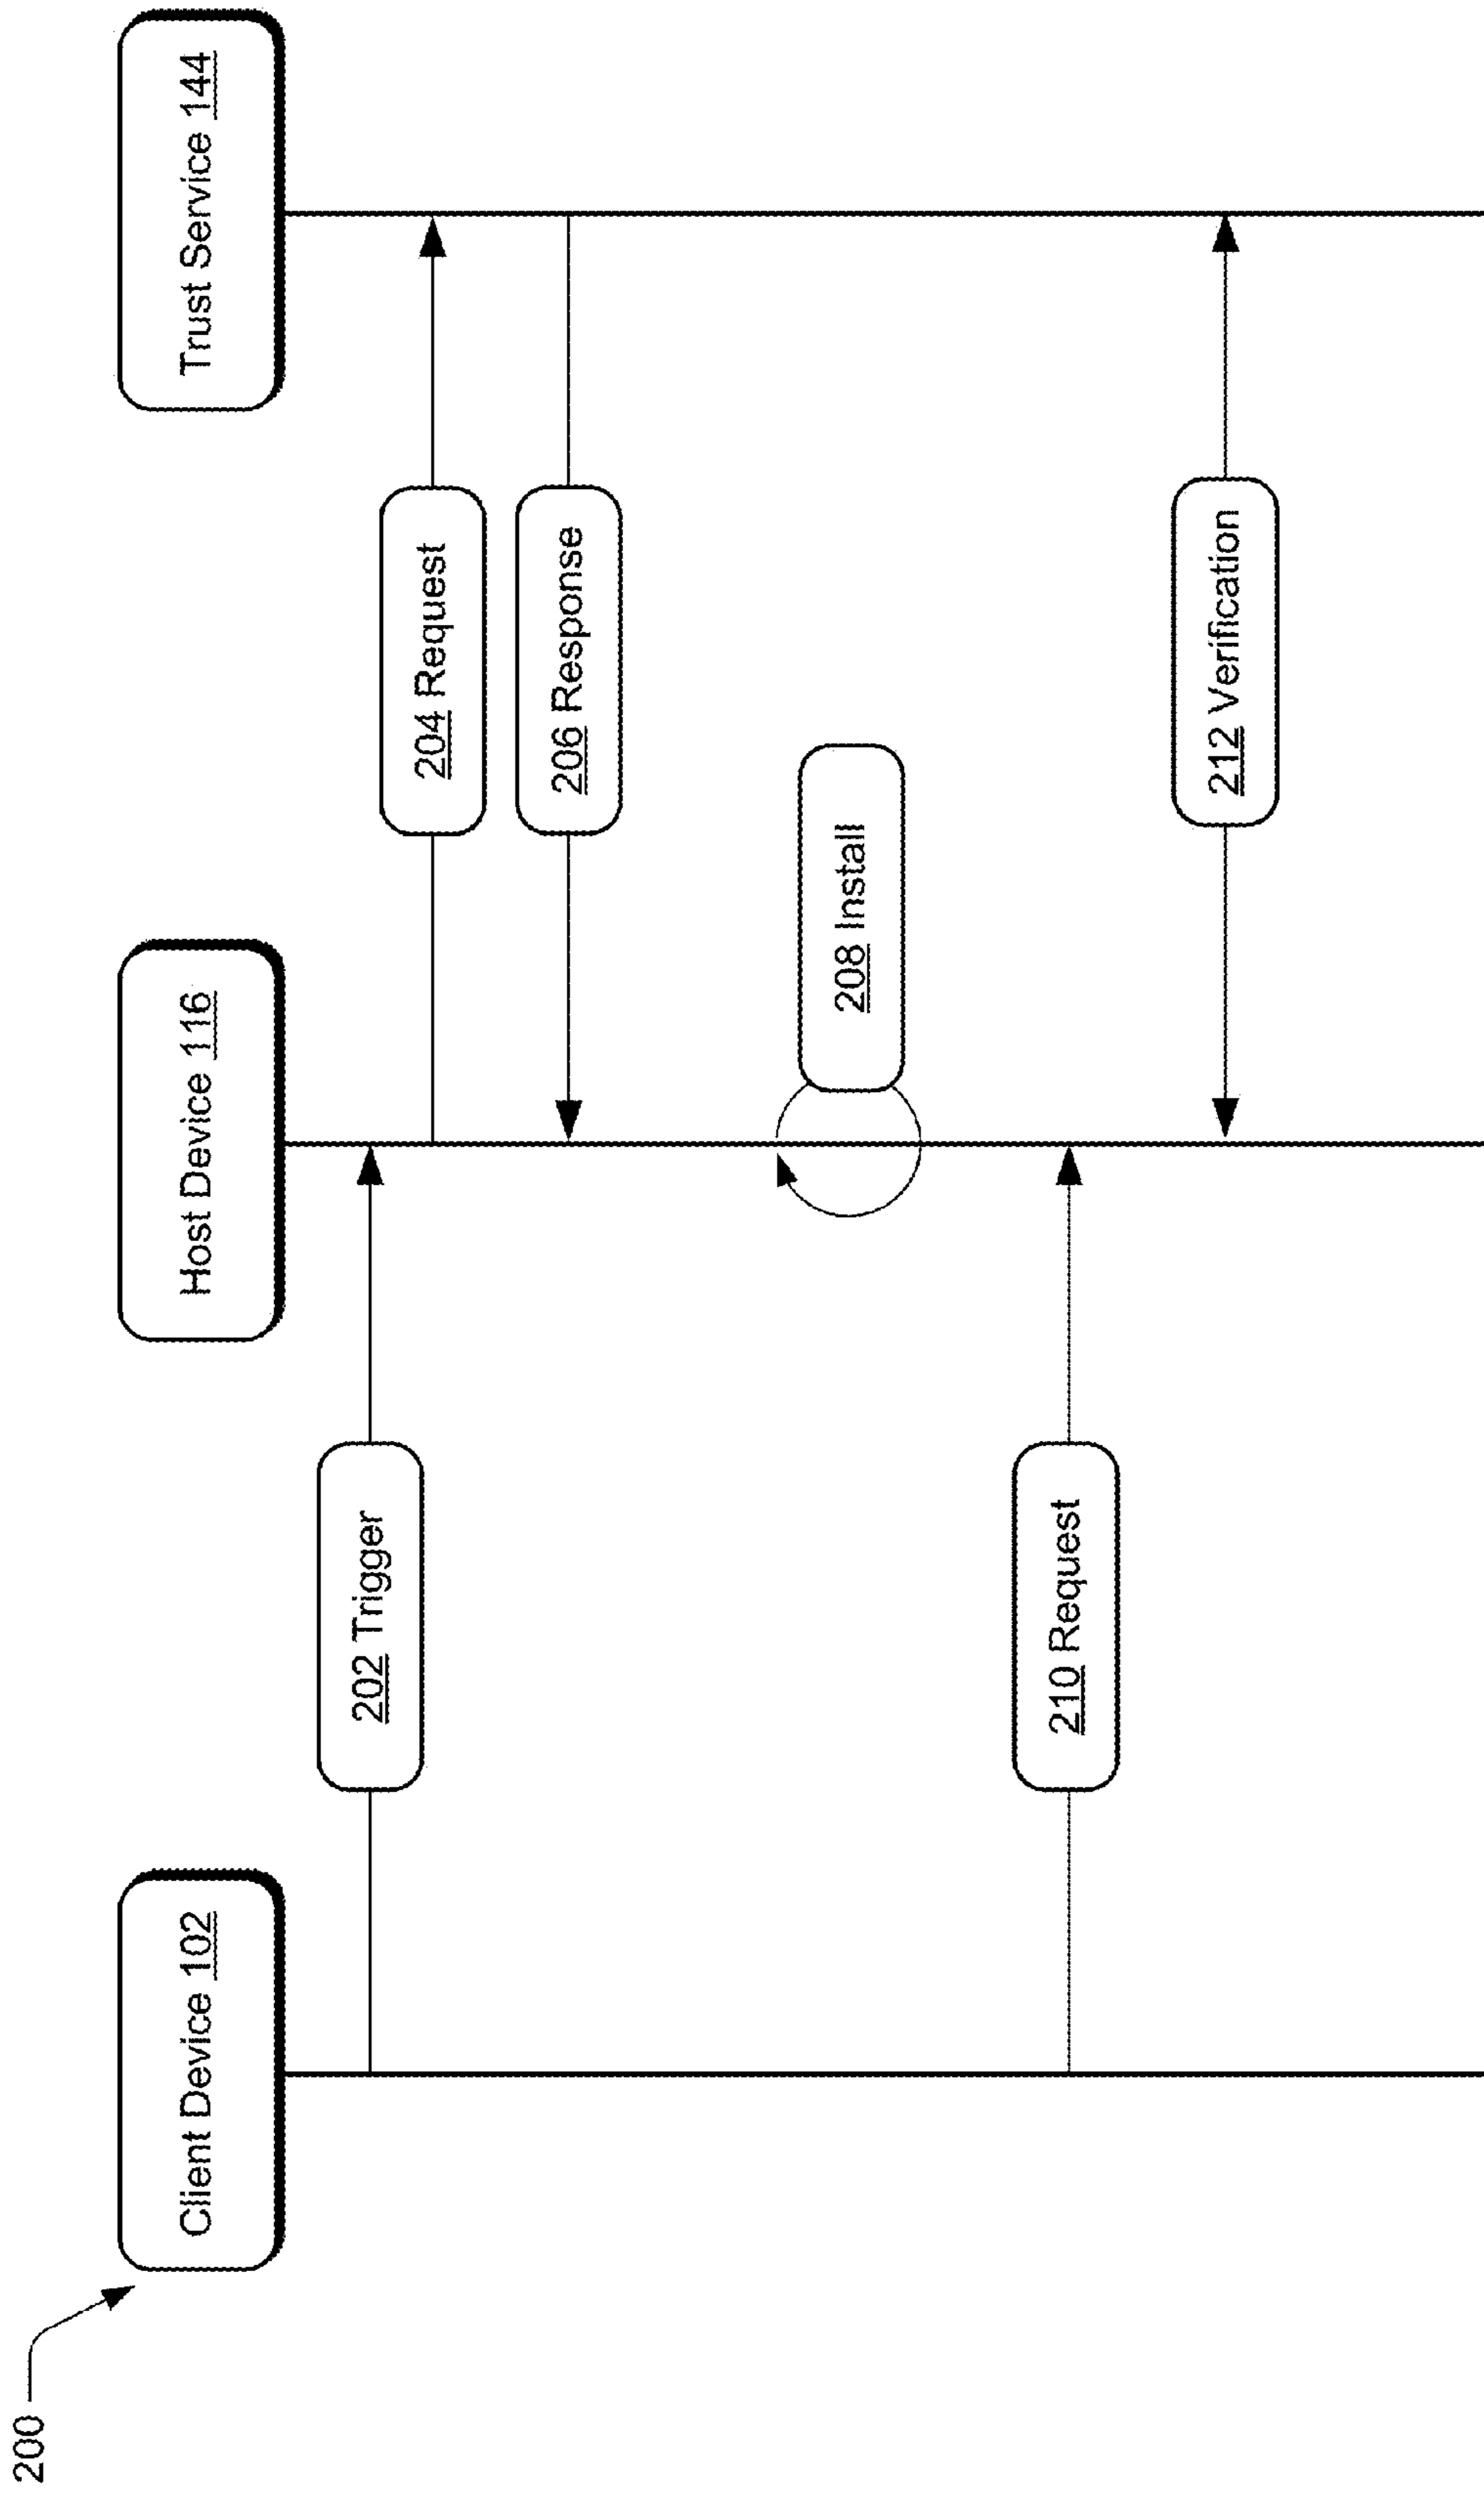 200
Client Device 102
Host Device 116
Trust Service 144
202 Trigger
204 Request
206 Response
208 Install
210 Request
212 Verification